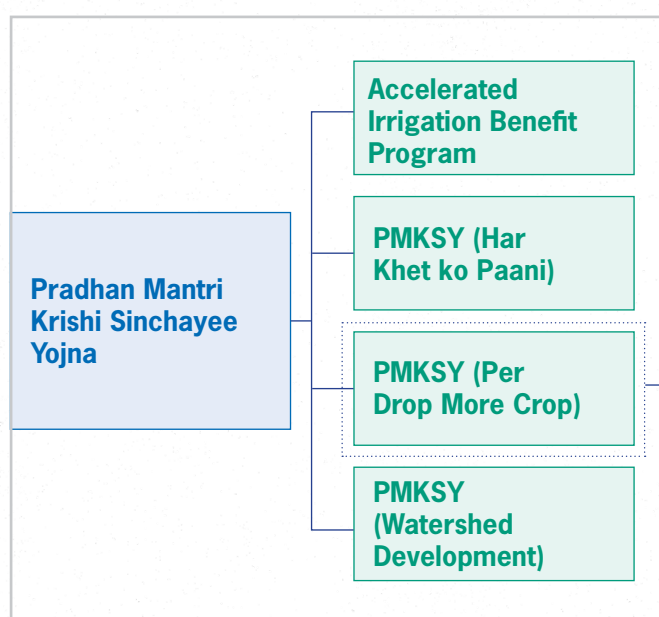 Accelerated
Irrigation Benefit
Program
PMKSY (Har
Khet ko Paani)
Pradhan Mantri
Krishi Sinchayee
Yojna
PMKSY (Per
Drop More Crop)
PMKSY
(Watershed
Development)